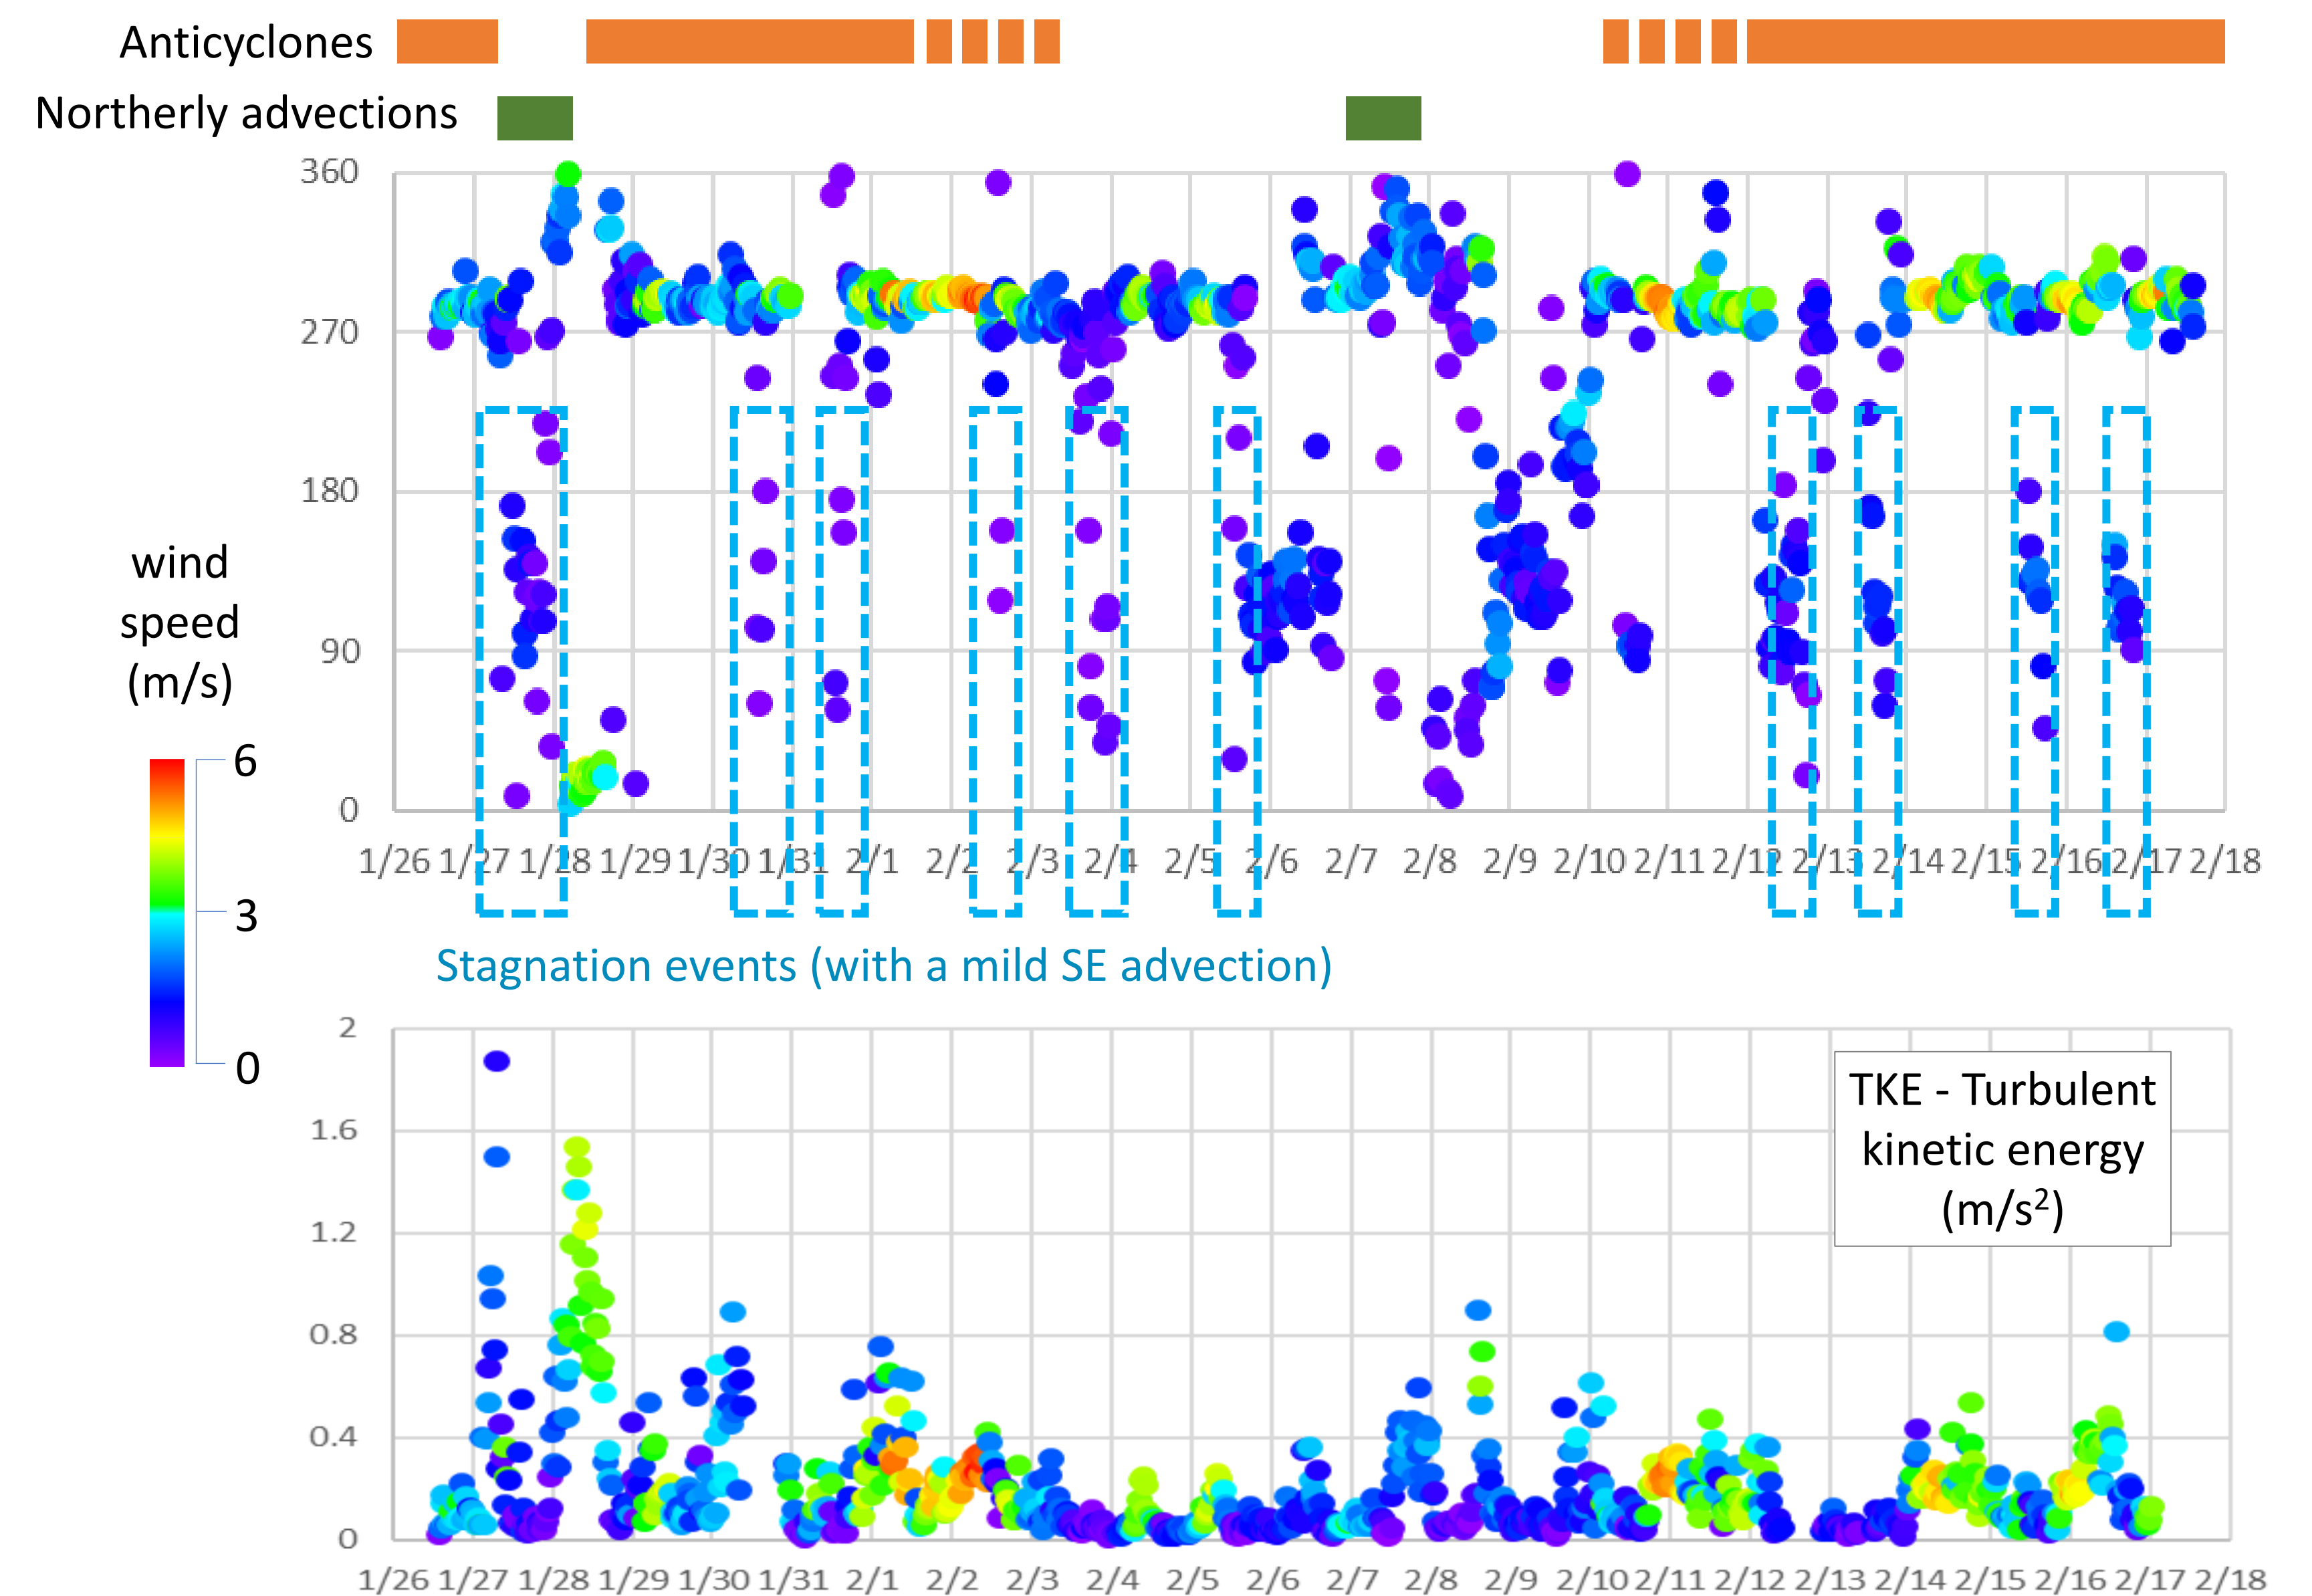 Anticyclones
Northerly advections
360
270
180
90
0
wind
speed
(m/s)
6
3
0
1/26 1/27 1/28 1/29 1/30 1/31 2/1 2/2 2/3 2/4 2/5 2/6 2/7 2/8 2/9 2/10 2/11 2/12 2/13 2/14 2/15 2/16 2/17 2/18
Stagnation events (with a mild SE advection)
2
1.6
1.2
0.8
0.4
0
TKE - Turbulent
kinetic energy
(m/s²)
1/26 1/27 1/28 1/29 1/30 1/31 2/1 2/2 2/3 2/4 2/5 2/6 2/7 2/8 2/9 2/10 2/11 2/12 2/13 2/14 2/15 2/16 2/17 2/18